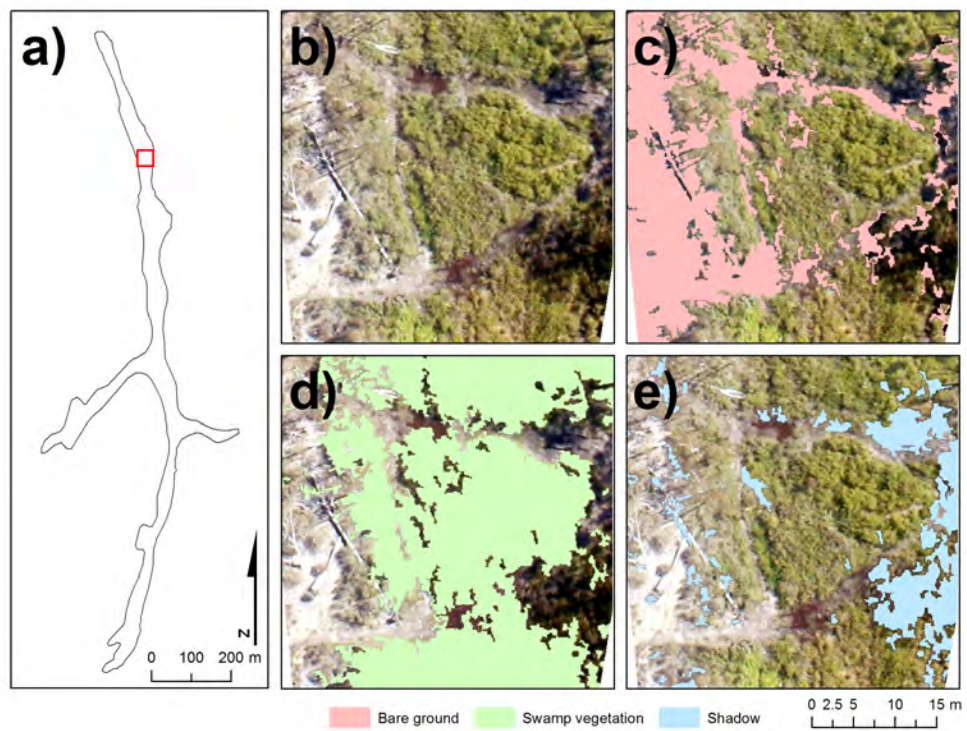 a)
b)
c)
d)
e)
N
0 100 200 m
Bare ground Swamp vegetation Shadow
0 2.5 5 10 15 m